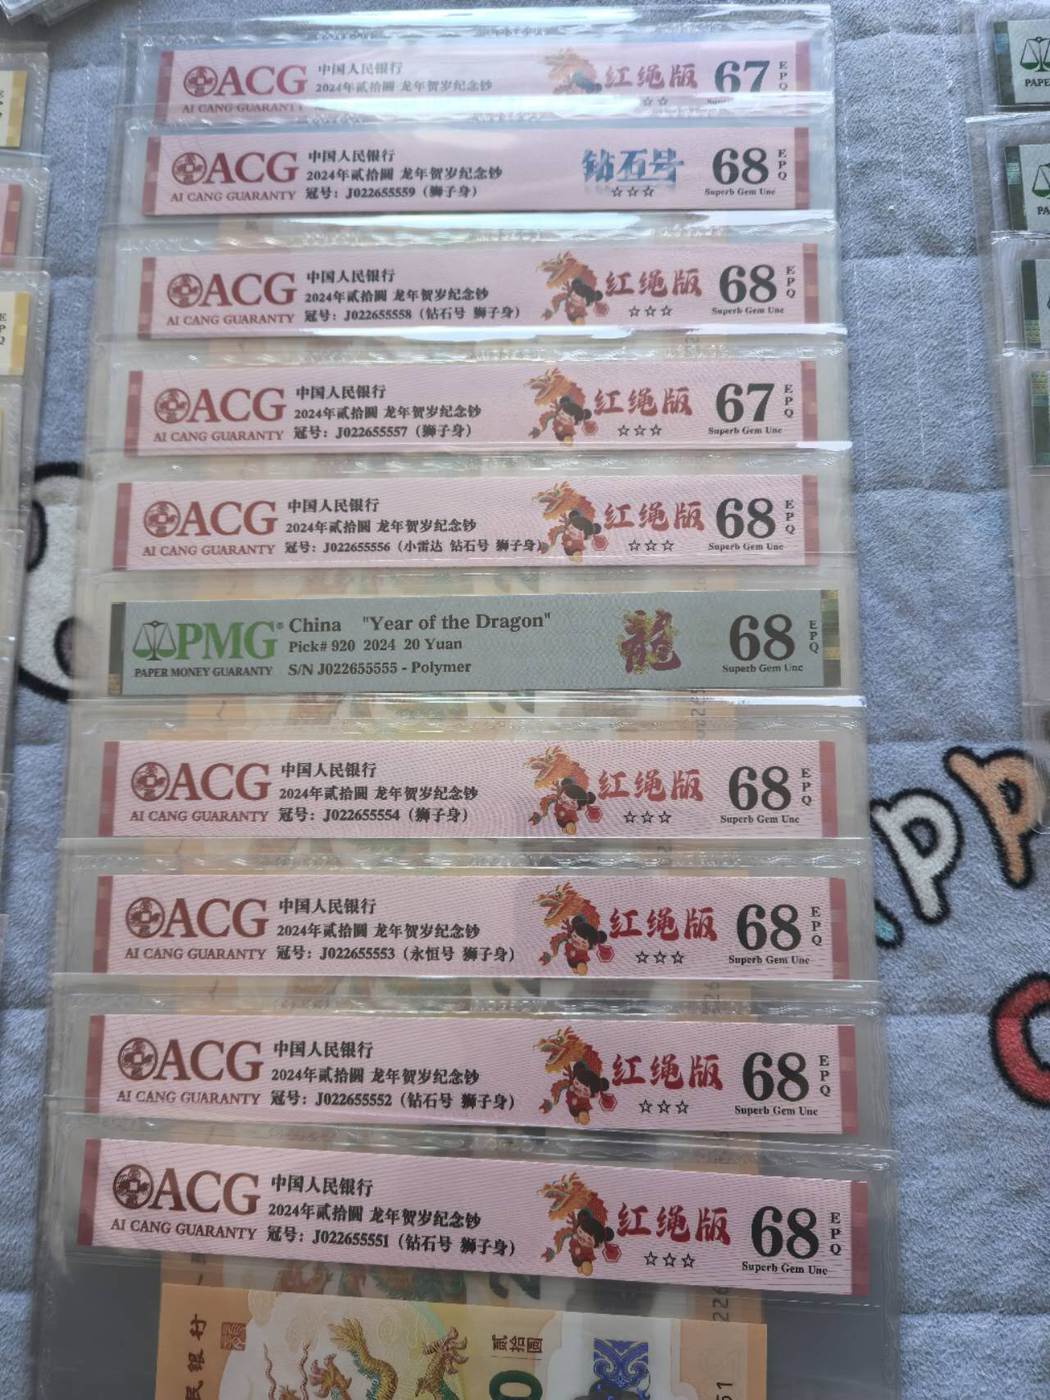 ACG
AI CANG GUARANTY
中国人民银行
2024年贰拾圆 龙年贺岁纪念钞
红绳版
☆☆
67
EPQ
ACG
AI CANG GUARANTY
中国人民银行
2024年贰拾圆 龙年贺岁纪念钞
冠号：J022655559（狮子身）
钻石号
☆☆☆
68
EPQ
Superb Gem Unc
ACG
AI CANG GUARANTY
中国人民银行
2024年贰拾圆 龙年贺岁纪念钞
冠号：J022655558（钻石号 狮子身）
红绳版
☆☆☆
68
EPQ
Superb Gem Unc
ACG
AI CANG GUARANTY
中国人民银行
2024年贰拾圆 龙年贺岁纪念钞
冠号：J022655557（狮子身）
红绳版
☆☆☆
67
EPQ
Superb Gem Unc
ACG
AI CANG GUARANTY
中国人民银行
2024年贰拾圆 龙年贺岁纪念钞
冠号：J022655556（小雷达 钻石号 狮子身）
红绳版
☆☆☆
68
EPQ
Superb Gem Unc
PMG
PAPER MONEY GUARANTY
China "Year of the Dragon"
Pick# 920 2024 20 Yuan
S/N J022655555 - Polymer
龍
68
EPQ
Superb Gem Unc
ACG
AI CANG GUARANTY
中国人民银行
2024年贰拾圆 龙年贺岁纪念钞
冠号：J022655554（狮子身）
红绳版
☆☆☆
68
EPQ
Superb Gem Unc
ACG
AI CANG GUARANTY
中国人民银行
2024年贰拾圆 龙年贺岁纪念钞
冠号：J022655553（永恒号 狮子身）
红绳版
☆☆☆
68
EPQ
Superb Gem Unc
ACG
AI CANG GUARANTY
中国人民银行
2024年贰拾圆 龙年贺岁纪念钞
冠号：J022655552（钻石号 狮子身）
红绳版
☆☆☆
68
EPQ
Superb Gem Unc
ACG
AI CANG GUARANTY
中国人民银行
2024年贰拾圆 龙年贺岁纪念钞
冠号：J022655551（钻石号 狮子身）
红绳版
☆☆☆
68
EPQ
Superb Gem Unc
民銀行
贰拾圆
pp